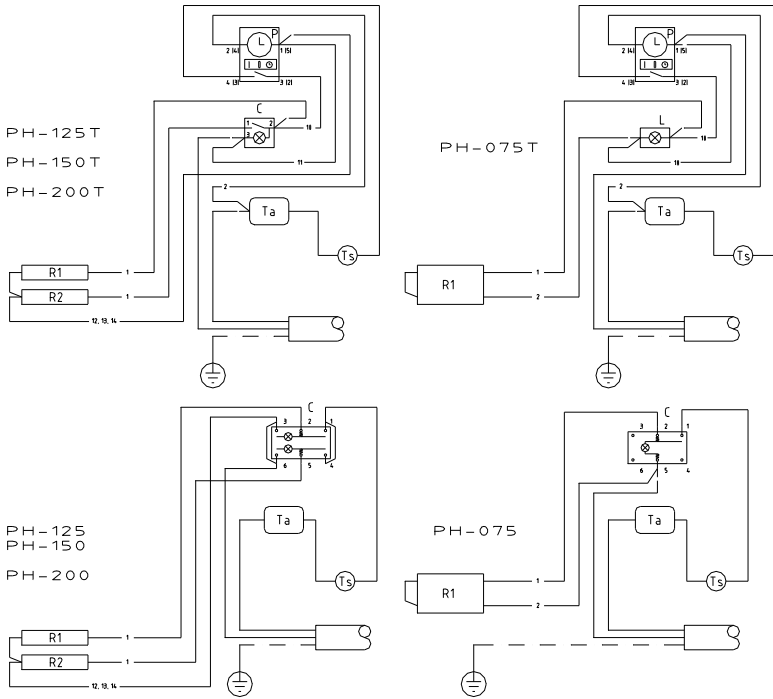 P
L
2 (4) 1 (5)
4 (3) 3 (2)
C
1 2
3
10
11
2
PH-125T
PH-150T
PH-200T
Ta
Ts
R1 1
R2 1
12, 13, 14
P
L
2 (4) 1 (5)
4 (3) 3 (2)
L
10
10
2
PH-075T
Ta
Ts
R1
1
2
C
3 2 1
6 5 4
PH-125
PH-150
PH-200
Ta
Ts
R1 1
R2 1
12, 13, 14
C
3 2 1
6 5 4
PH-075
Ta
Ts
R1
1
2